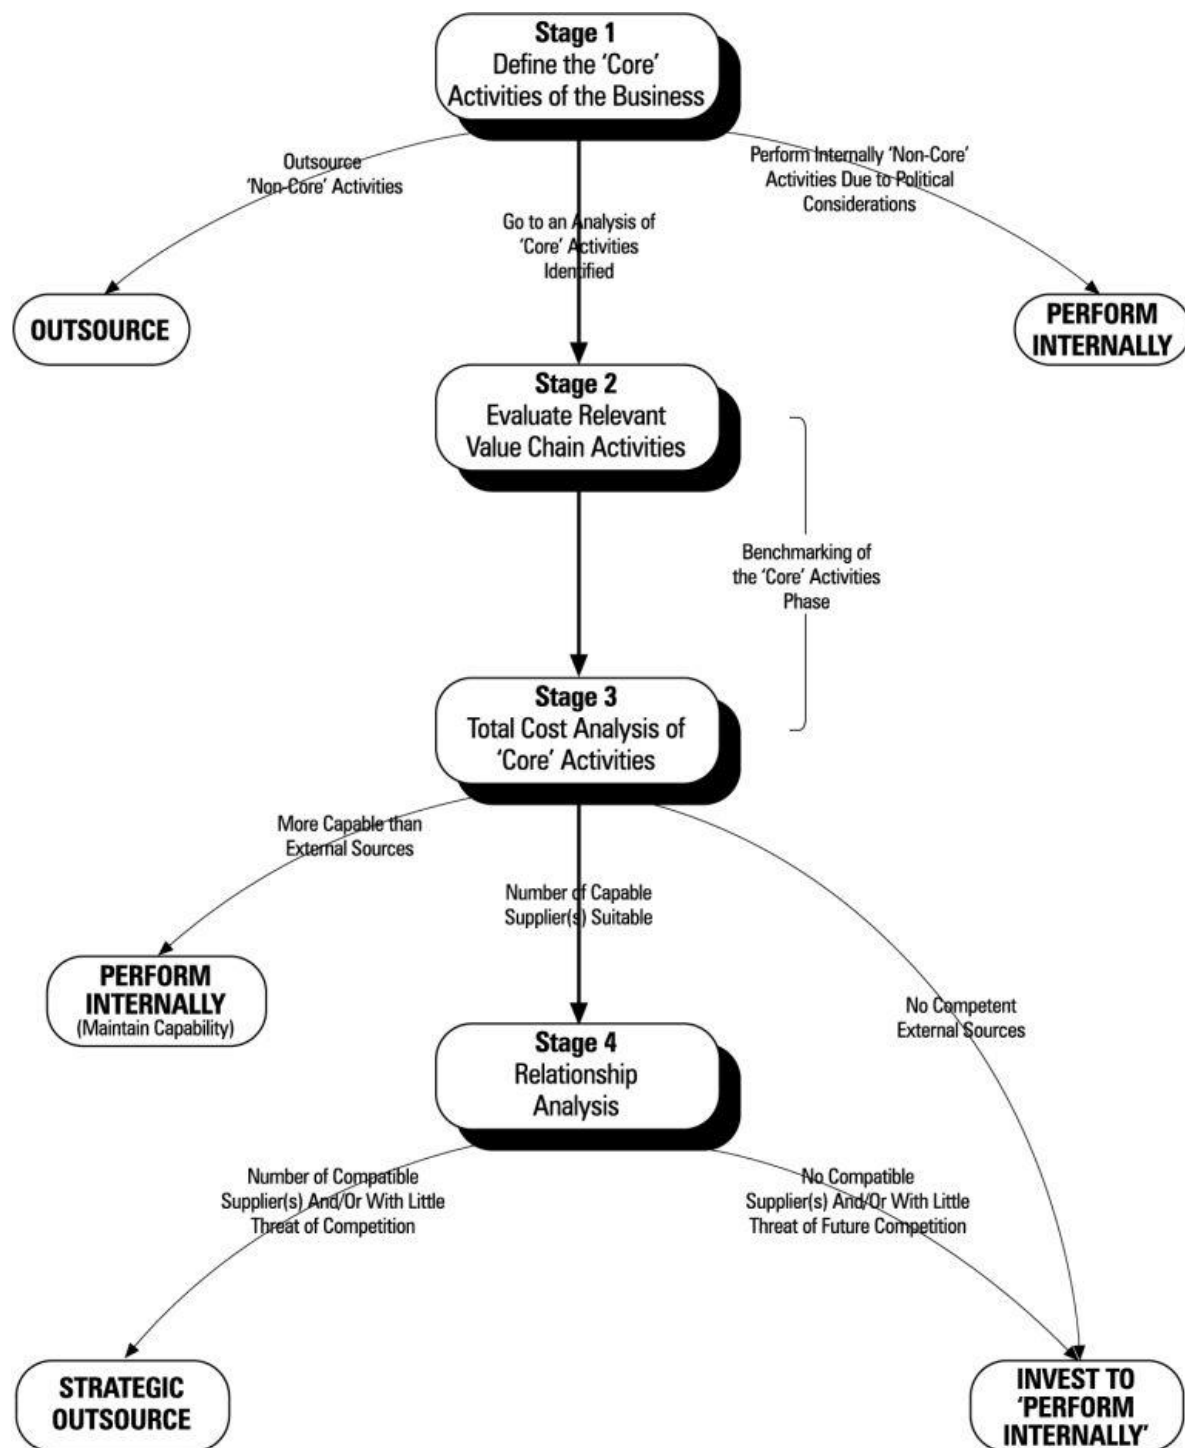 Stage 1
Define the ‘Core’
Activities of the Business
Outsource
‘Non-Core’ Activities
Go to an Analysis of
‘Core’ Activities
Identified
Perform Internally ‘Non-Core’
Activities Due to Political
Considerations
OUTSOURCE
PERFORM
INTERNALLY
Stage 2
Evaluate Relevant
Value Chain Activities
Benchmarking of
the ‘Core’ Activities
Phase
Stage 3
Total Cost Analysis of
‘Core’ Activities
More Capable than
External Sources
Number of Capable
Supplier(s) Suitable
No Competent
External Sources
PERFORM
INTERNALLY
(Maintain Capability)
Stage 4
Relationship
Analysis
Number of Compatible
Supplier(s) And/Or With Little
Threat of Competition
No Compatible
Supplier(s) And/Or With Little
Threat of Future Competition
STRATEGIC
OUTSOURCE
INVEST TO
‘PERFORM
INTERNALLY’